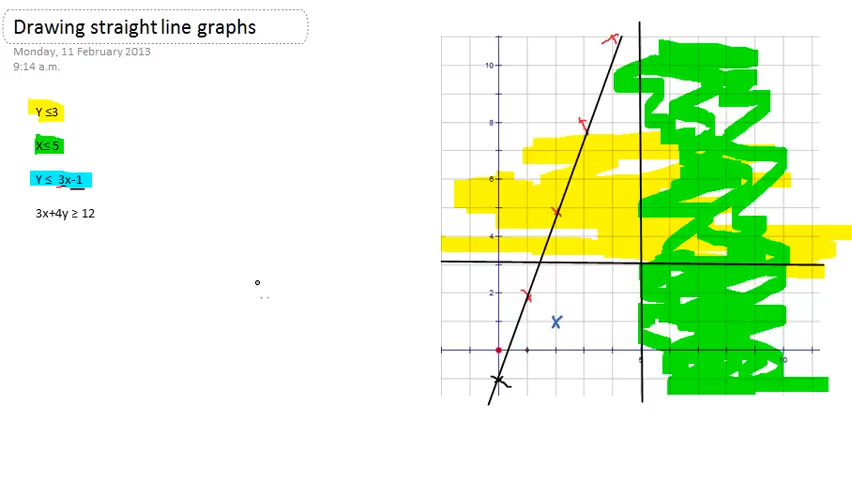 Drawing straight line graphs
Monday, 11 February 2013
9:14 a.m.
Y ≤3
X≤ 5
Y ≤ 3x-1
3x+4y ≥ 12
10
8
6
4
2
5
10